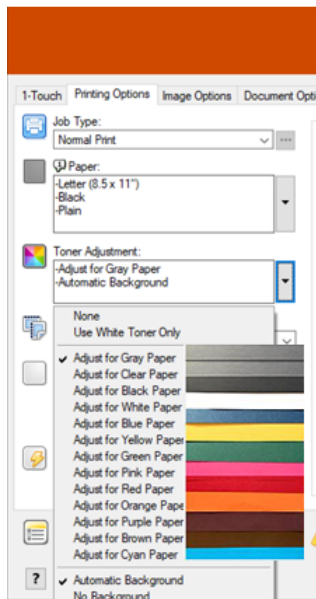 1-Touch Printing Options Image Options Document Opti
Job Type:
Normal Print
Paper:
-Letter (8.5 x 11")
-Black
-Plain
Toner Adjustment:
-Adjust for Gray Paper
-Automatic Background
None
Use White Toner Only
Adjust for Gray Paper
Adjust for Clear Paper
Adjust for Black Paper
Adjust for White Paper
Adjust for Blue Paper
Adjust for Yellow Paper
Adjust for Green Paper
Adjust for Pink Paper
Adjust for Red Paper
Adjust for Orange Pape
Adjust for Purple Paper
Adjust for Brown Paper
Adjust for Cyan Paper
? Automatic Background
No Background